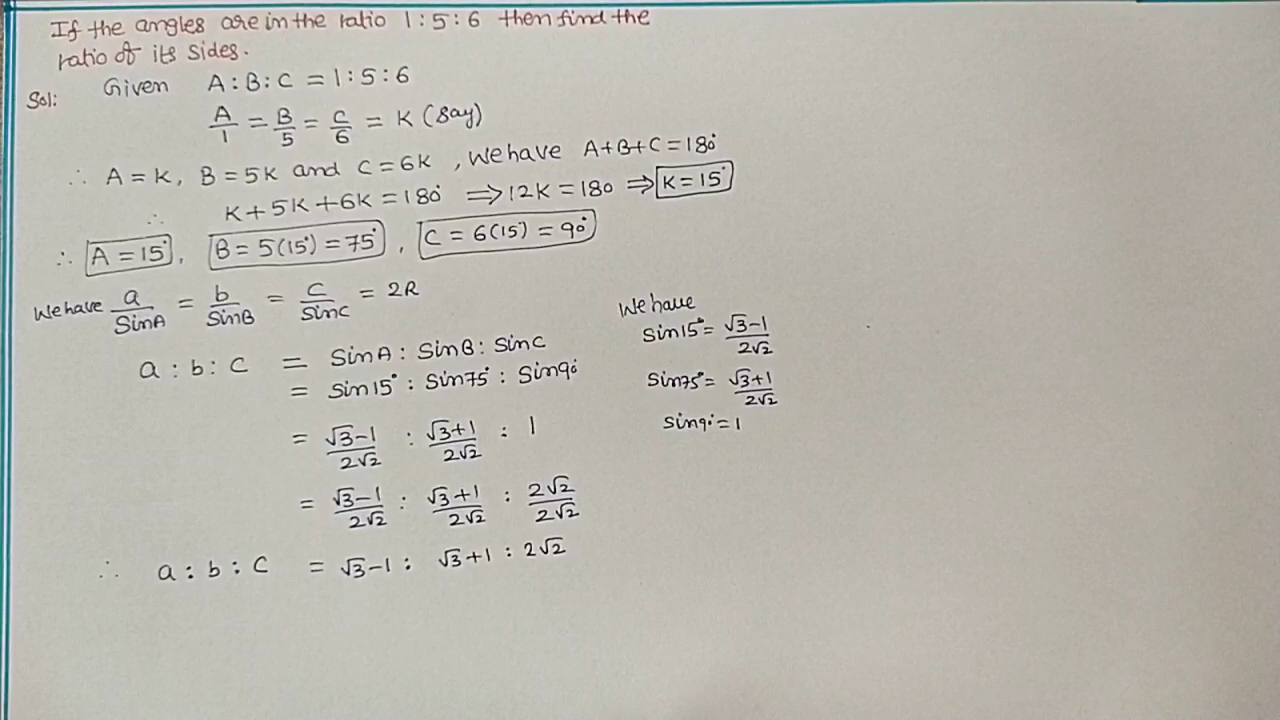 If the angles are in the ratio 1 : 5 : 6 then find the
ratio of its sides.
Sol: Given A : B : C = 1 : 5 : 6
A/1 = B/5 = C/6 = K (Say)
∴ A = K, B = 5K and C = 6K , We have A+B+C = 180°
∴ K + 5K + 6K = 180° ⟹ 12K = 180 ⟹ K = 15°
∴ A = 15° , B = 5(15°) = 75° , C = 6(15) = 90°
We have a/SinA = b/SinB = c/SinC = 2R
a : b : C = SinA : SinB : SinC
= Sin15° : Sin75° : Sin90°
= √3-1/2√2 : √3+1/2√2 : 1
= √3-1/2√2 : √3+1/2√2 : 2√2/2√2
∴ a : b : C = √3-1 : √3+1 : 2√2
We have
Sin15° = √3-1/2√2
Sin75° = √3+1/2√2
Sin90° = 1